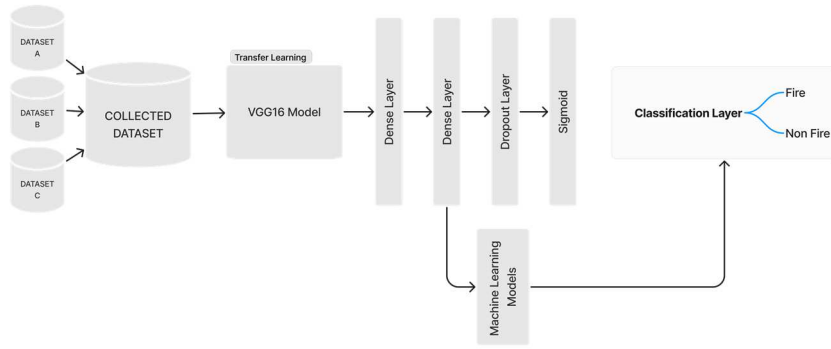 DATASET
A
DATASET
B
DATASET
C
COLLECTED
DATASET
Transfer Learning
VGG16 Model
Dense Layer
Dense Layer
Dropout Layer
Sigmoid
Machine Learning
Models
Classification Layer
Fire
Non Fire